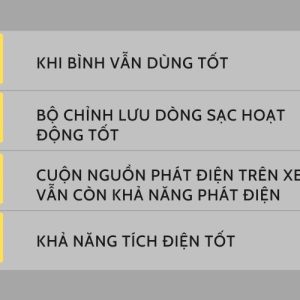 KHI BÌNH VẪN DÙNG TỐT
BỘ CHỈNH LƯU DÒNG SẠC HOẠT
ĐỘNG TỐT
CUỘN NGUỒN PHÁT ĐIỆN TRÊN XE
VẪN CÒN KHẢ NĂNG PHÁT ĐIỆN
KHẢ NĂNG TÍCH ĐIỆN TỐT